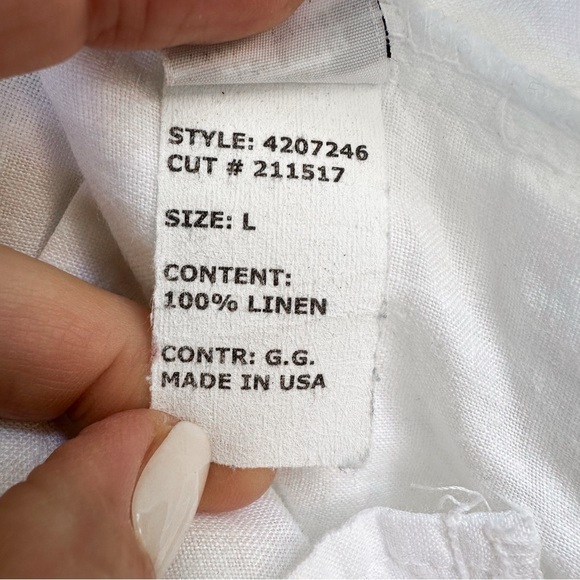 STYLE: 4207246
CUT # 211517
SIZE: L
CONTENT:
100% LINEN
CONTR: G.G.
MADE IN USA